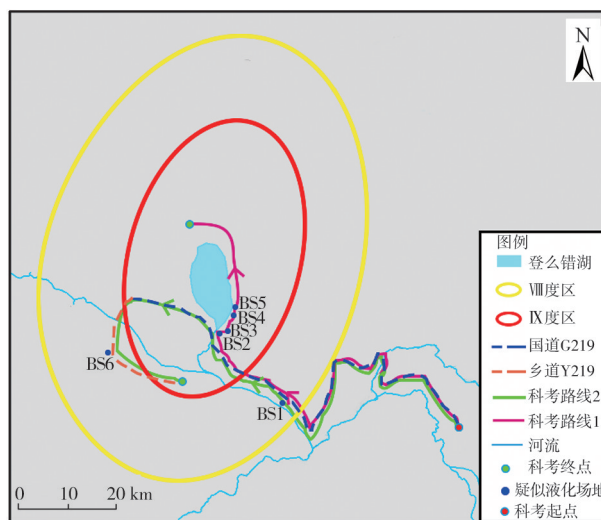 N
BS5
BS4
BS3
BS2
BS6
BS1
0 10 20 km
图例
登么错湖
Ⅷ度区
Ⅸ度区
国道G219
乡道Y219
科考路线2
科考路线1
河流
科考终点
疑似液化场地
科考起点